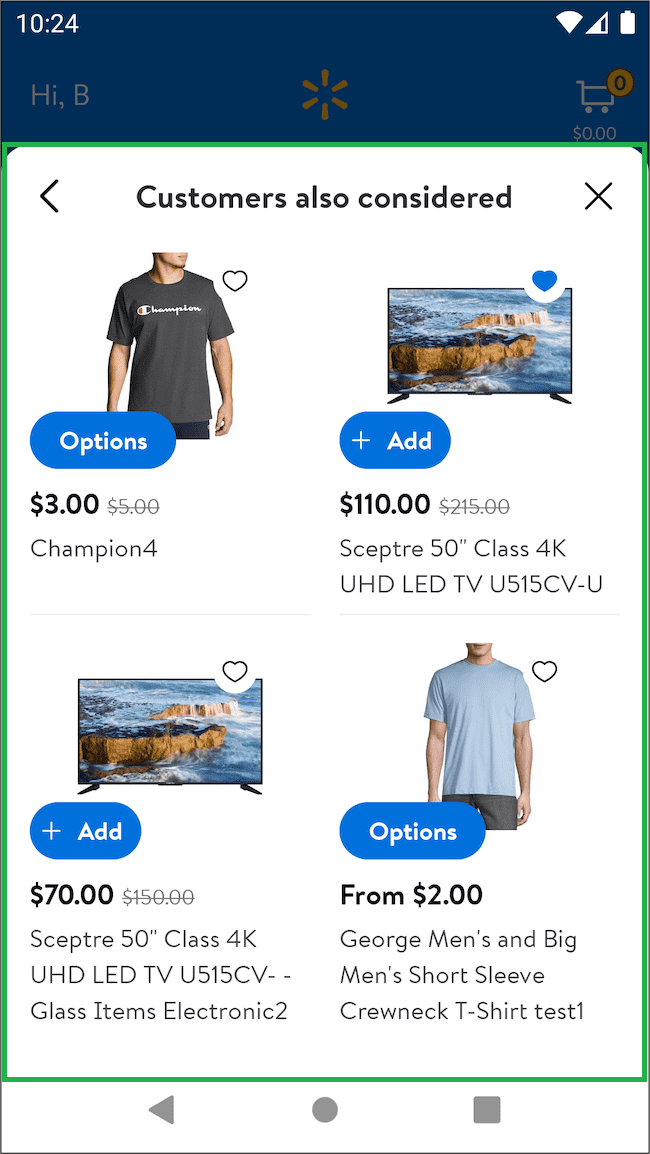 10:24
Hi, B
0
$0.00
Customers also considered
Champion
Options
+ Add
$3.00 $5.00
$110.00 $215.00
Champion4
Sceptre 50" Class 4K
UHD LED TV U515CV-U
+ Add
Options
$70.00 $150.00
From $2.00
Sceptre 50" Class 4K
UHD LED TV U515CV- -
Glass Items Electronic2
George Men's and Big
Men's Short Sleeve
Crewneck T-Shirt test1